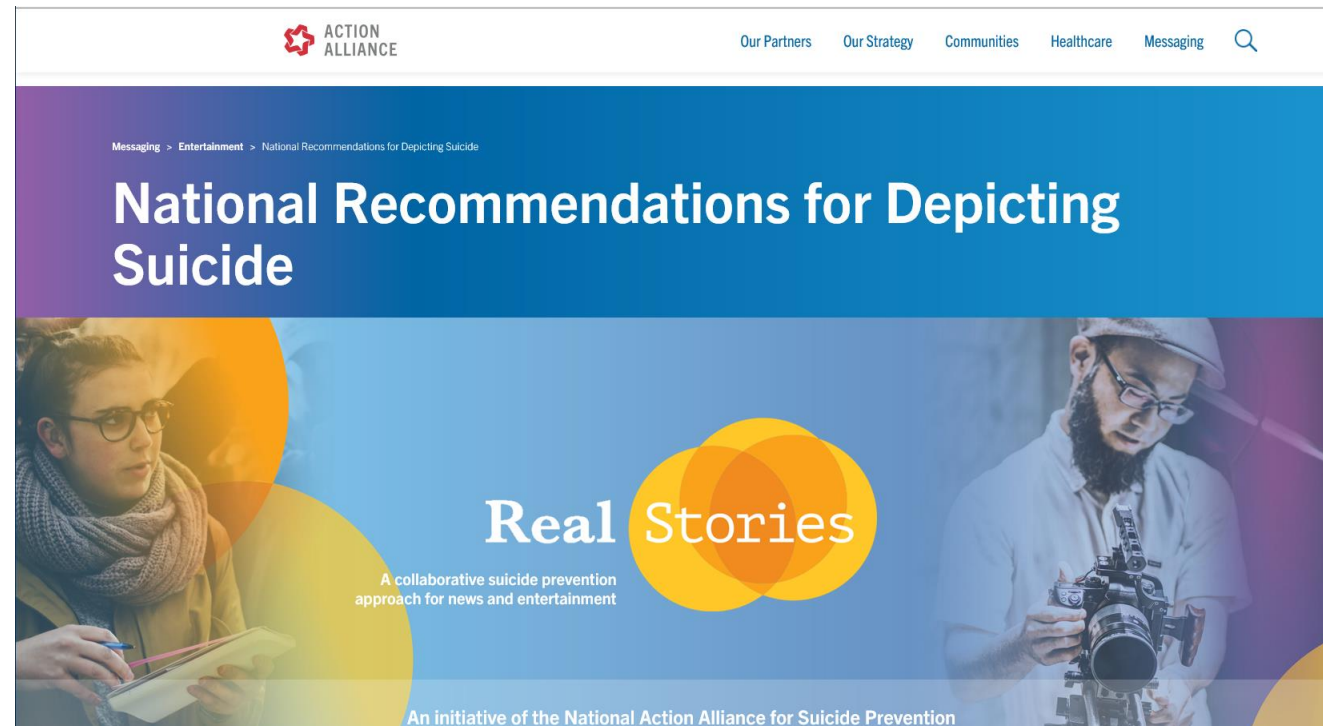 ACTION
ALLIANCE
Our Partners Our Strategy Communities Healthcare Messaging
Messaging > Entertainment > National Recommendations for Depicting Suicide
National Recommendations for Depicting
Suicide
Real Stories
A collaborative suicide prevention
approach for news and entertainment
An initiative of the National Action Alliance for Suicide Prevention